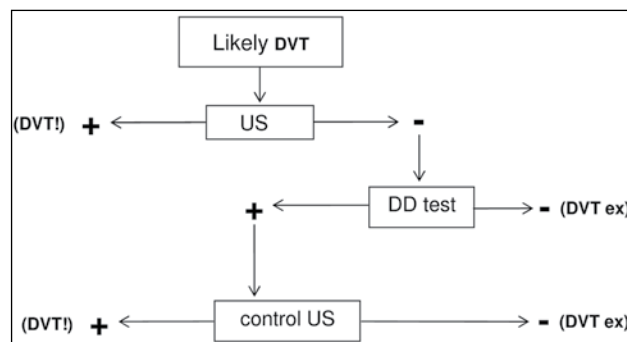 Likely DVT
(DVT!) + US -
+ DD test - (DVT ex)
(DVT!) + control US - (DVT ex)